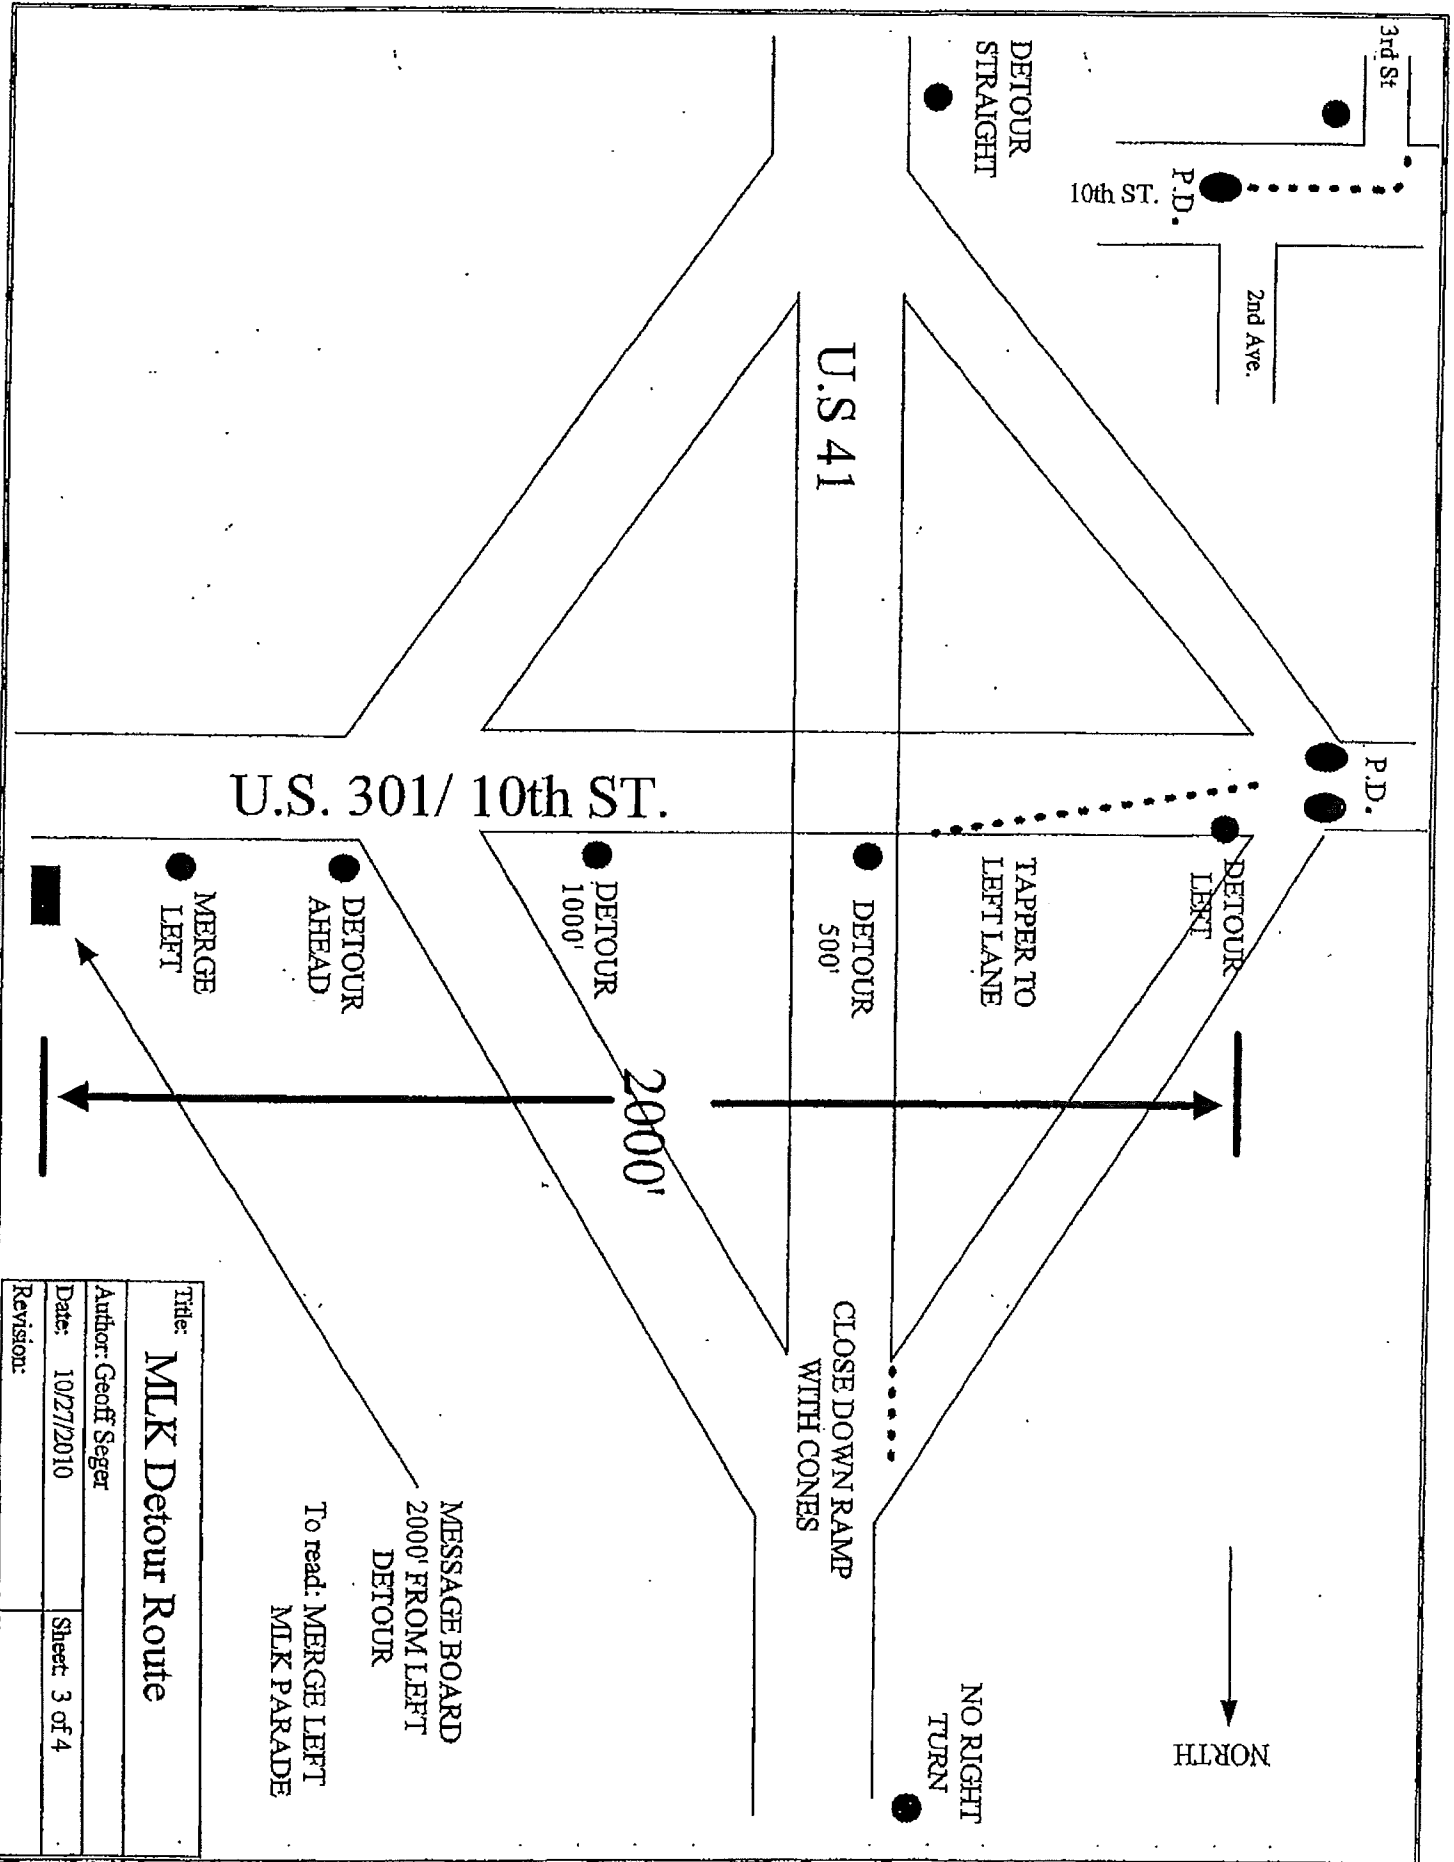 3rd St
P.D.
10th ST.
2nd Ave.
DETOUR
STRAIGHT
U.S 41
P.D.
U.S. 301/ 10th ST.
DETOUR
LEFT
TAPPER TO
LEFT LANE
DETOUR
500'
DETOUR
1000'
DETOUR
AHEAD
MERGE
LEFT
2000'
CLOSE DOWN RAMP
WITH CONES
NO RIGHT
TURN
NORTH
MESSAGE BOARD
2000' FROM LEFT
DETOUR
To read: MERGE LEFT
MLK PARADE
Title: MLK Detour Route
Author: Geoff Seger
Date: 10/27/2010 Sheet: 3 of 4
Revision: